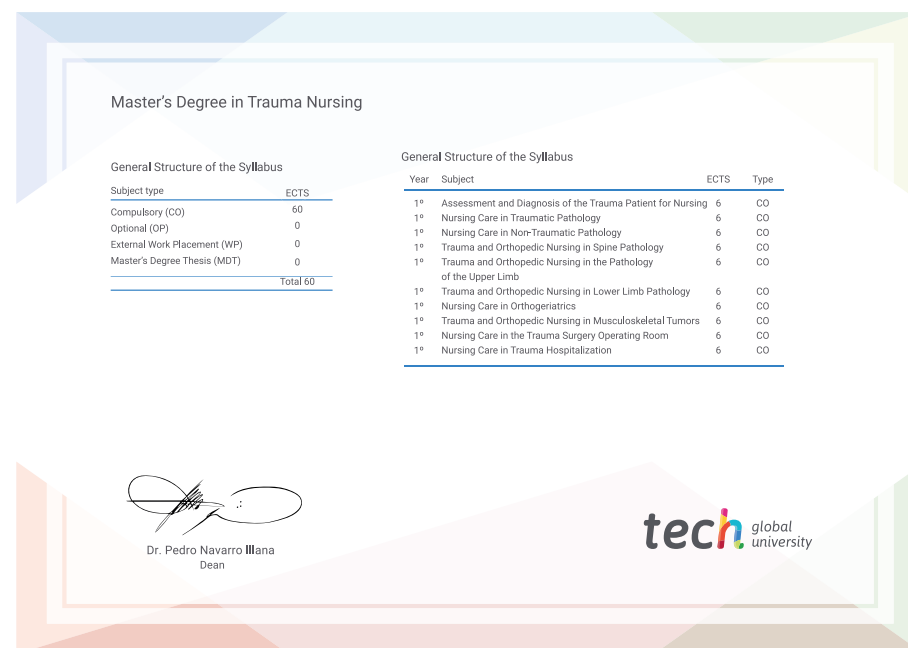 Master's Degree in Trauma Nursing
General Structure of the Syllabus
Subject type ECTS
Compulsory (CO) 60
Optional (OP) 0
External Work Placement (WP) 0
Master's Degree Thesis (MDT) 0
Total 60
General Structure of the Syllabus
Year Subject ECTS Type
1º Assessment and Diagnosis of the Trauma Patient for Nursing 6 CO
1º Nursing Care in Traumatic Pathology 6 CO
1º Nursing Care in Non-Traumatic Pathology 6 CO
1º Trauma and Orthopedic Nursing in Spine Pathology 6 CO
1º Trauma and Orthopedic Nursing in the Pathology 6 CO
of the Upper Limb
1º Trauma and Orthopedic Nursing in Lower Limb Pathology 6 CO
1º Nursing Care in Orthogeriatrics 6 CO
1º Trauma and Orthopedic Nursing in Musculoskeletal Tumors 6 CO
1º Nursing Care in the Trauma Surgery Operating Room 6 CO
1º Nursing Care in Trauma Hospitalization 6 CO
Dr. Pedro Navarro Illana
Dean
tech global
university